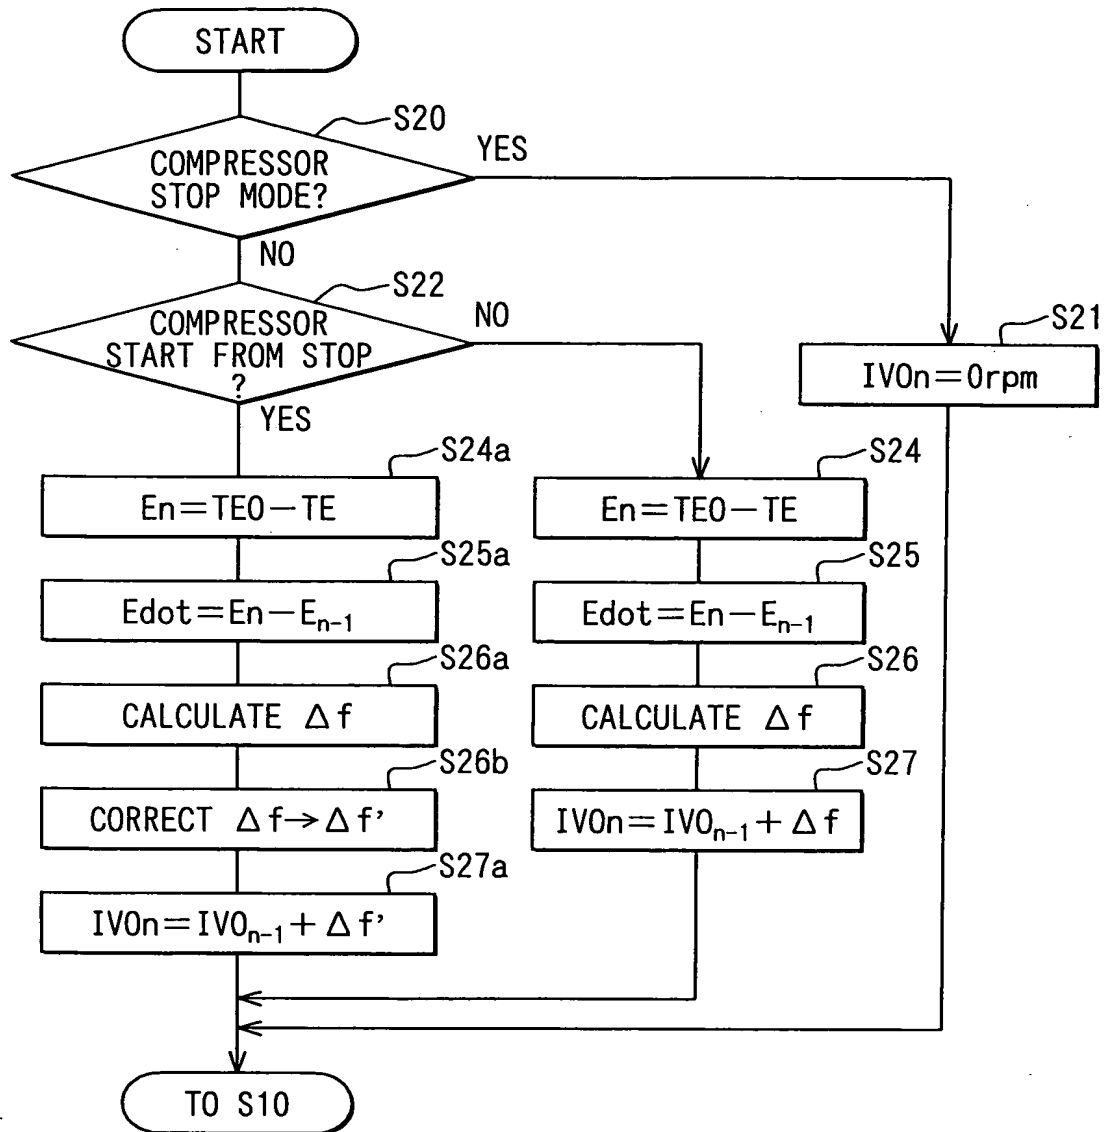 START
S20
COMPRESSOR
STOP MODE?
YES
NO
S22
COMPRESSOR
START FROM STOP
?
NO
YES
S21
IVOn=0rpm
S24a
En=TEO-TE
S25a
Edot=En-Eₙ₋₁
S26a
CALCULATE Δf
S26b
CORRECT Δf→Δf'
S27a
IVOn=IVOₙ₋₁+Δf'
S24
En=TEO-TE
S25
Edot=En-Eₙ₋₁
S26
CALCULATE Δf
S27
IVOn=IVOₙ₋₁+Δf
TO S10